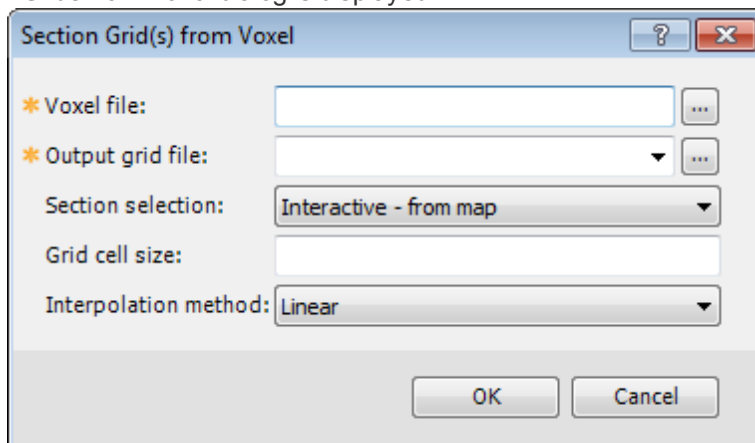 Section Grid(s) from Voxel
* Voxel file: ...
* Output grid file: ...
Section selection: Interactive - from map
Grid cell size:
Interpolation method: Linear
OK Cancel